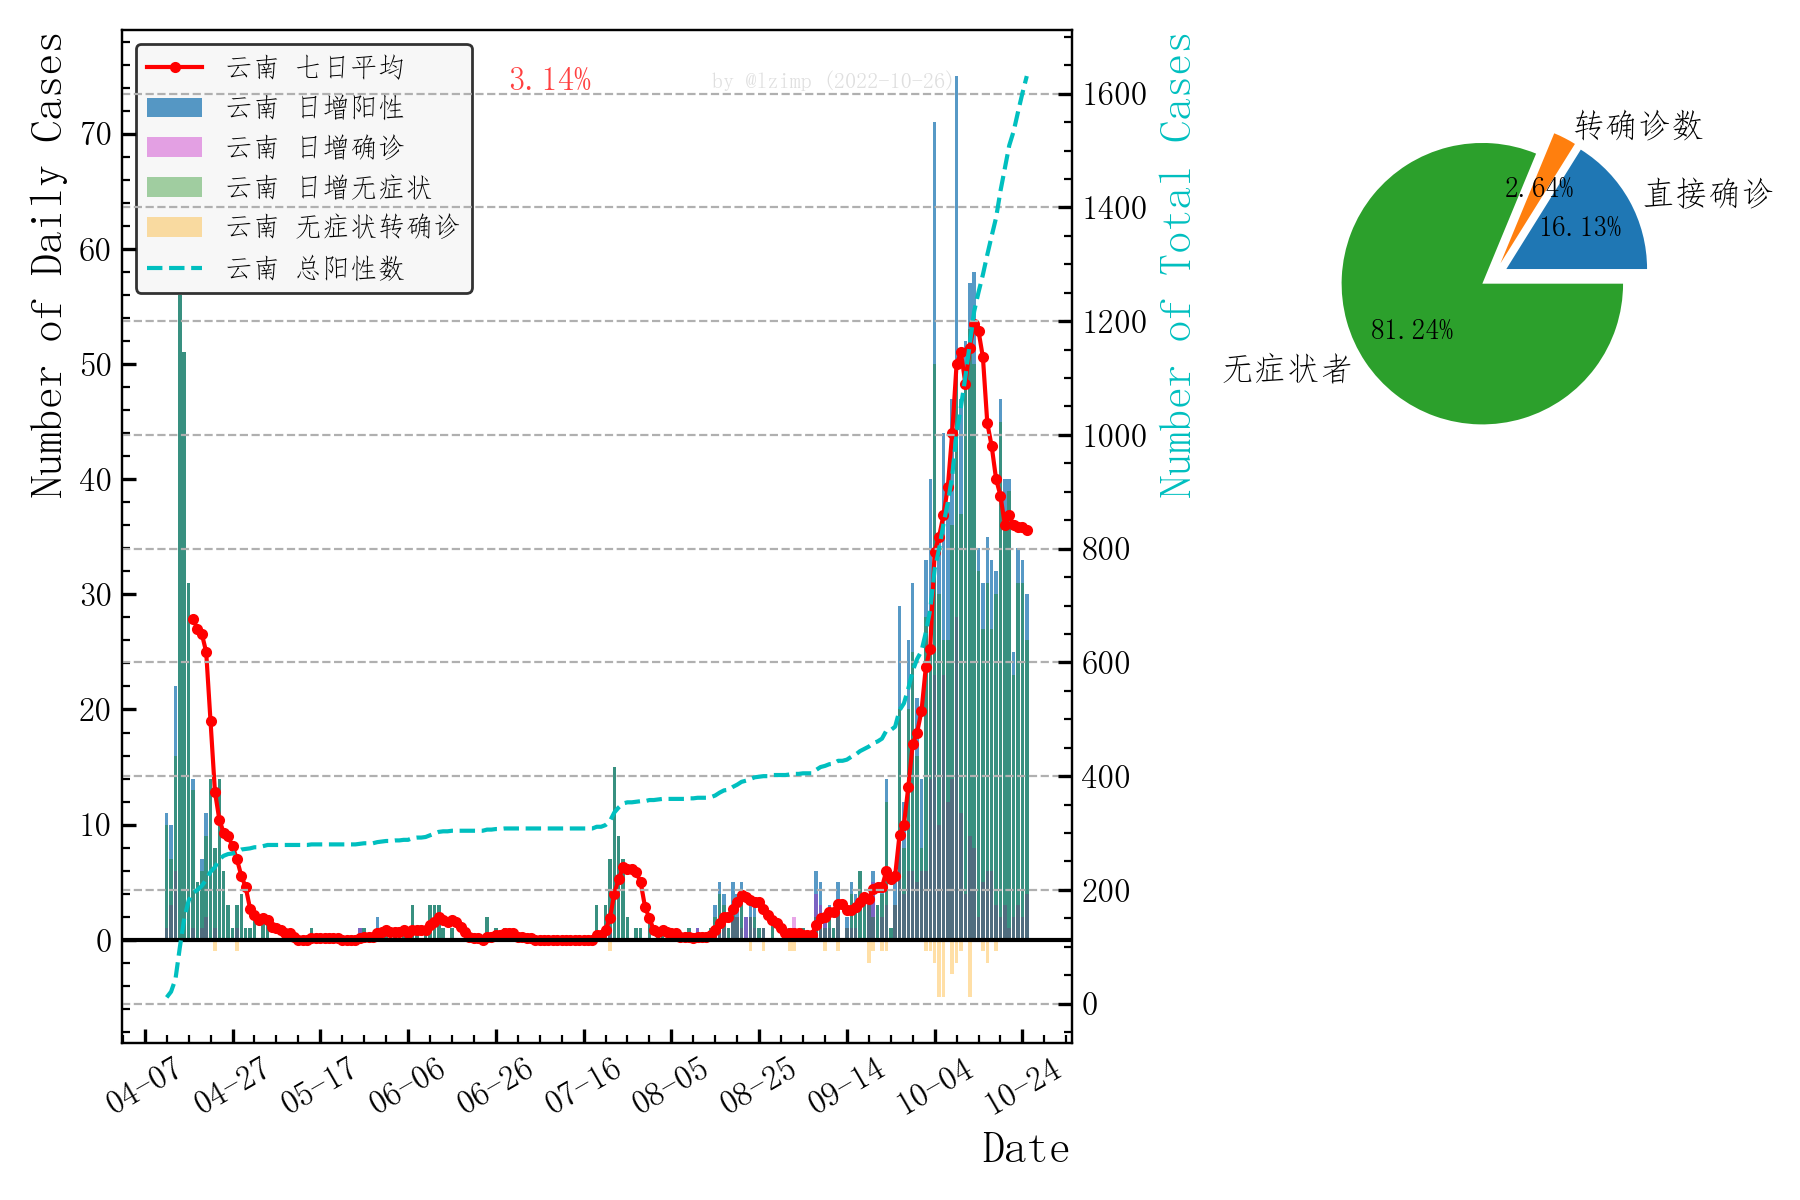 Number of Daily Cases
云南 七日平均
云南 日增阳性
云南 日增确诊
云南 日增无症状
云南 无症状转确诊
云南 总阳性数
3.14%
by @lzimp (2022-10-26)
70
60
50
40
30
20
10
0
1600
1400
1200
1000
800
600
400
200
0
Number of Total Cases
04-07
04-27
05-17
06-06
06-26
07-16
08-05
08-25
09-14
10-04
10-24
Date
转确诊数
2.64%
直接确诊
16.13%
81.24%
无症状者